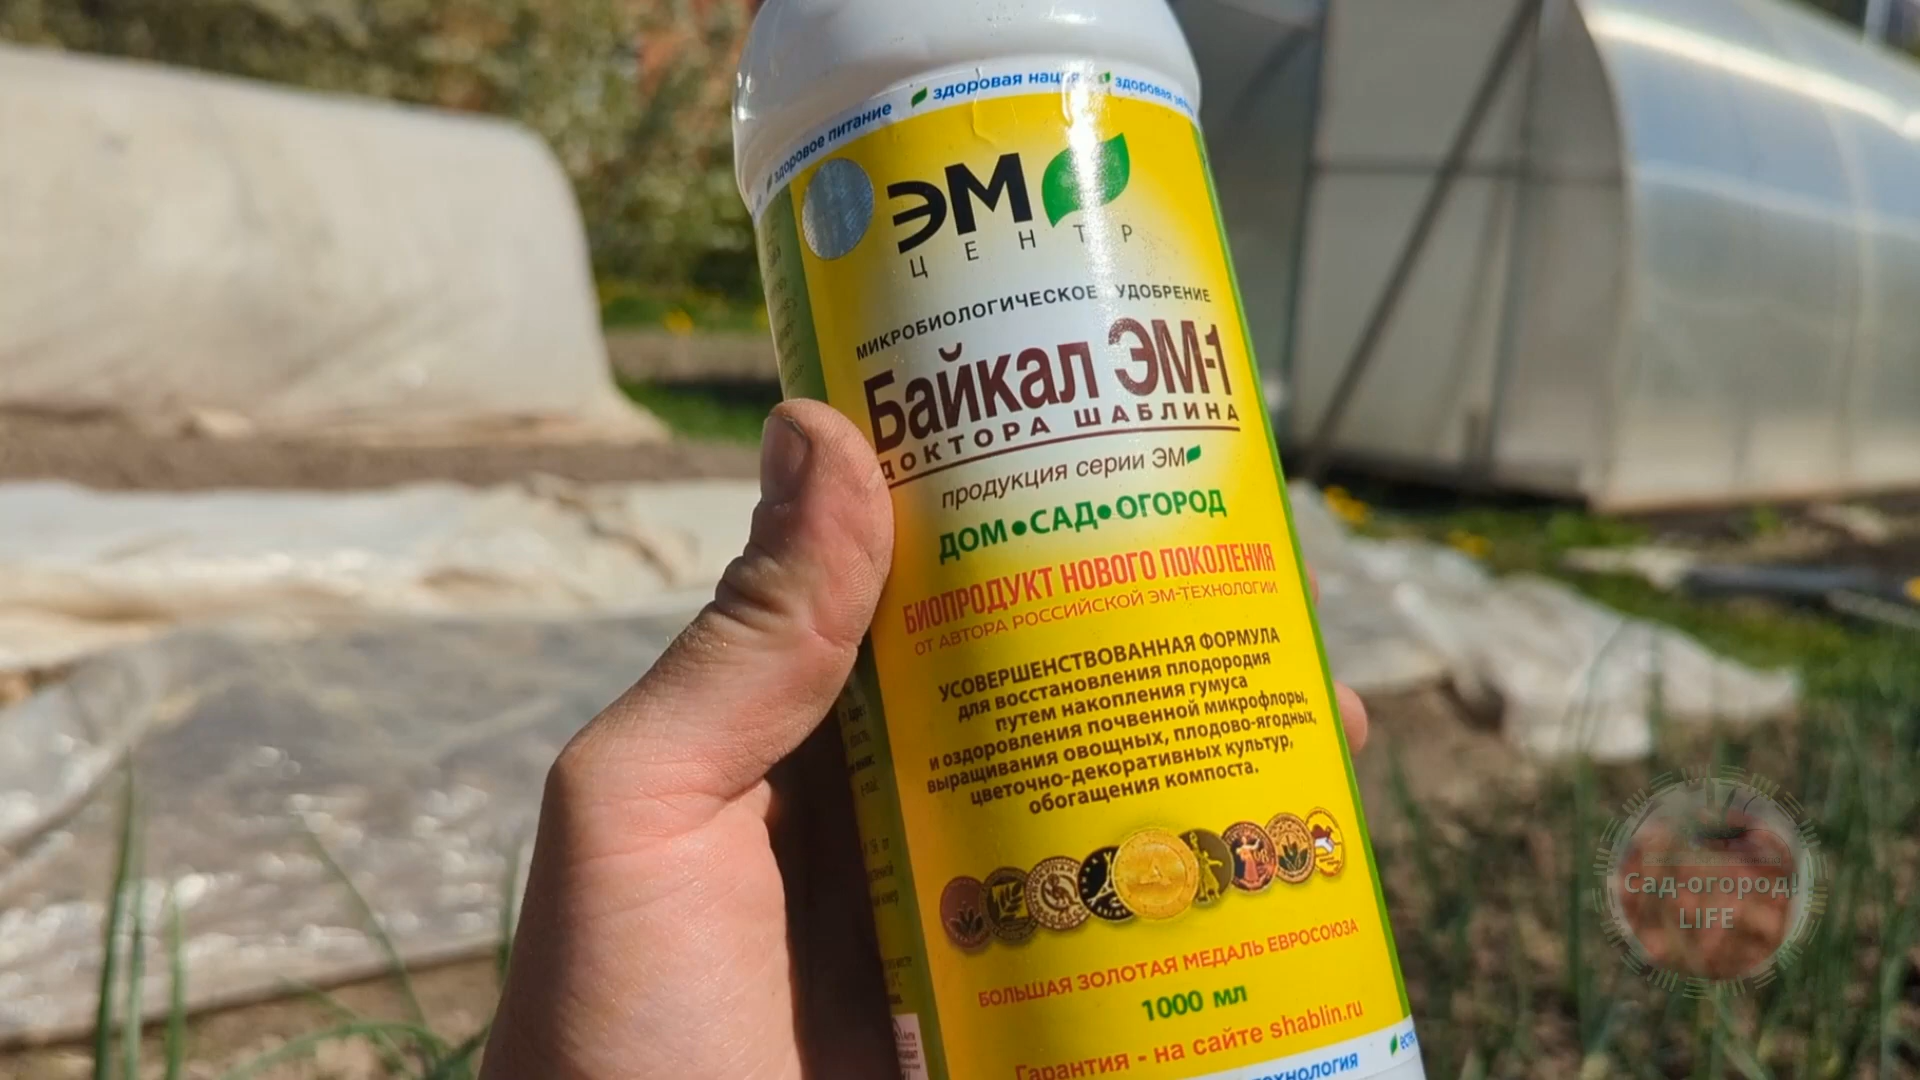 здоровое питание здоровая нация здоровая
ЭМ
ЦЕНТР
МИКРОБИОЛОГИЧЕСКОЕ УДОБРЕНИЕ
Байкал ЭМ-1
ДОКТОРА ШАБЛИНА
продукция серии ЭМ
ДОМ•САД•ОГОРОД
БИОПРОДУКТ НОВОГО ПОКОЛЕНИЯ
ОТ АВТОРА РОССИЙСКОЙ ЭМ-ТЕХНОЛОГИИ
УСОВЕРШЕНСТВОВАННАЯ ФОРМУЛА
для восстановления плодородия
путем накопления гумуса
и оздоровления почвенной микрофлоры,
выращивания овощных, плодово-ягодных,
цветочно-декоративных культур,
обогащения компоста.
БОЛЬШАЯ ЗОЛОТАЯ МЕДАЛЬ ЕВРОСОЮЗА
1000 мл
Гарантия - на сайте shablin.ru
Сад-огород!
LIFE